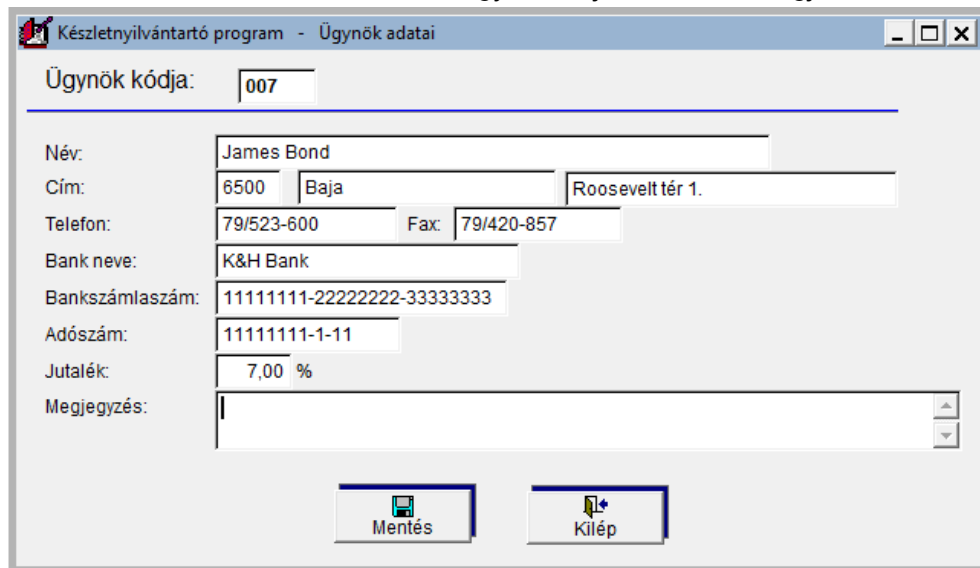 Készletnyilvántartó program - Ügynök adatai
Ügynök kódja: 007
Név: James Bond
Cím: 6500 Baja Roosevelt tér 1.
Telefon: 79/523-600 Fax: 79/420-857
Bank neve: K&H Bank
Bankszámlaszám: 11111111-22222222-33333333
Adószám: 11111111-1-11
Jutalék: 7,00 %
Megjegyzés:
Mentés Kilép